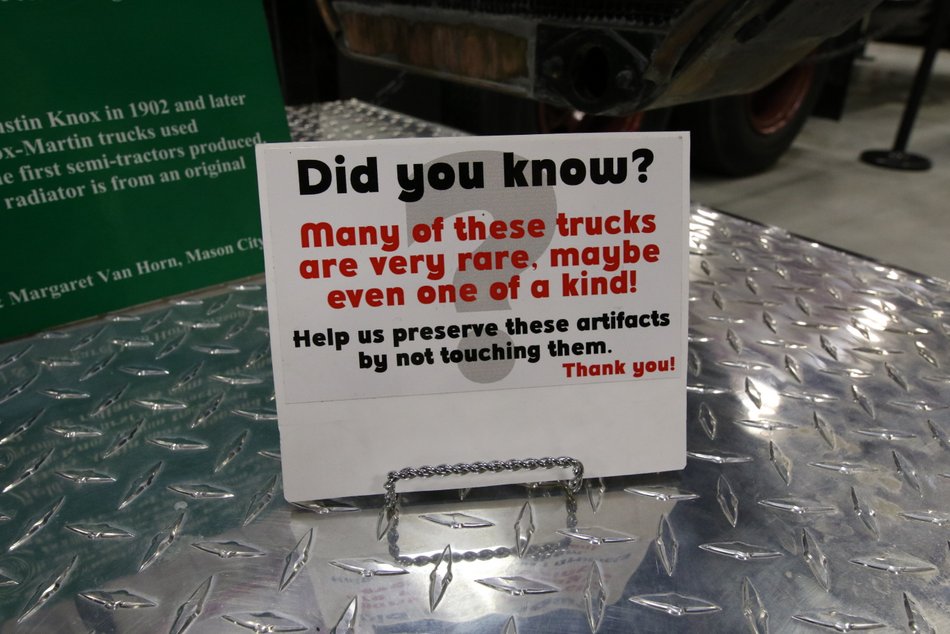 ustin Knox in 1902 and later
ox-Martin trucks used
e first semi-tractors produced
radiator is from an original
Margaret Van Horn, Mason City
Did you know?
Many of these trucks
are very rare, maybe
even one of a kind!
Help us preserve these artifacts
by not touching them.
Thank you!